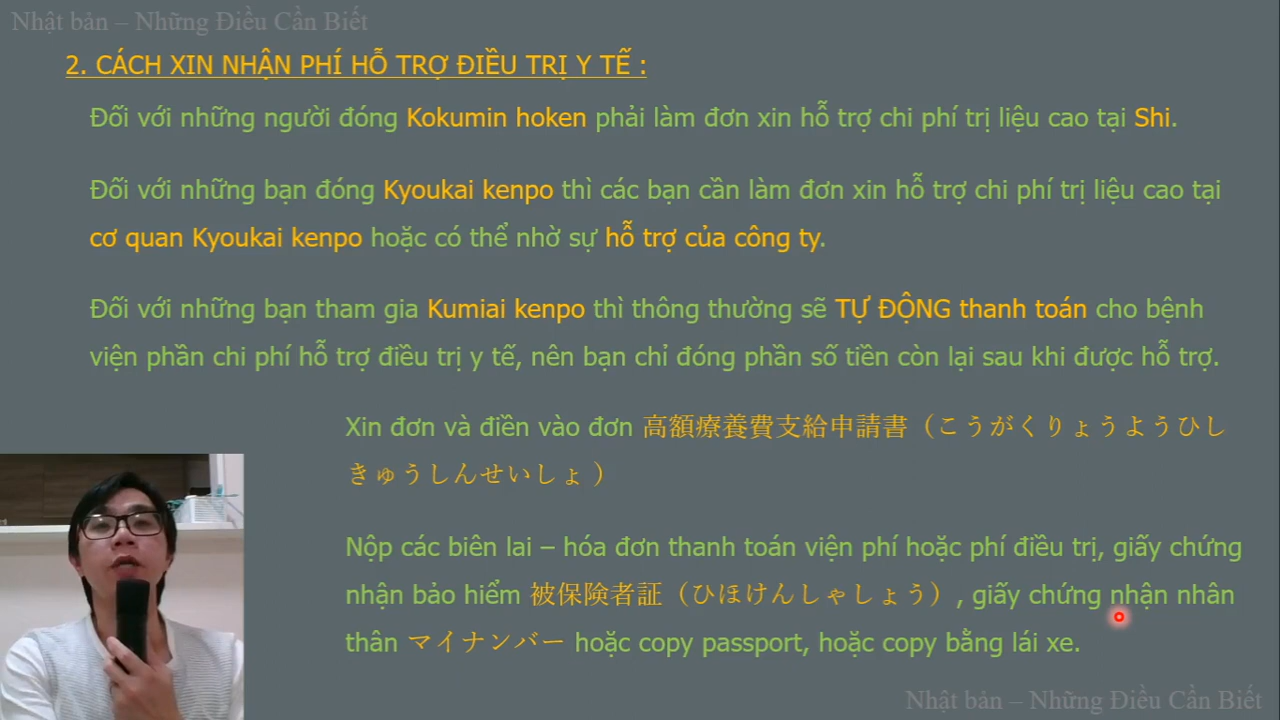 Nhật bản – Những Điều Cần Biết
2. CÁCH XIN NHẬN PHÍ HỖ TRỢ ĐIỀU TRỊ Y TẾ :
Đối với những người đóng Kokumin hoken phải làm đơn xin hỗ trợ chi phí trị liệu cao tại Shi.
Đối với những bạn đóng Kyoukai kenpo thì các bạn cần làm đơn xin hỗ trợ chi phí trị liệu cao tại
cơ quan Kyoukai kenpo hoặc có thể nhờ sự hỗ trợ của công ty.
Đối với những bạn tham gia Kumiai kenpo thì thông thường sẽ TỰ ĐỘNG thanh toán cho bệnh
viện phần chi phí hỗ trợ điều trị y tế, nên bạn chỉ đóng phần số tiền còn lại sau khi được hỗ trợ.
Xin đơn và điền vào đơn 高額療養費支給申請書（こうがくりょうようひし
きゅうしんせいしょ ）
Nộp các biên lai – hóa đơn thanh toán viện phí hoặc phí điều trị, giãy chứng
nhận bảo hiểm 被保険者証（ひほけんしゃしょう）, giãy chứng nhận nhân
thân マイナンバー hoặc copy passport, hoặc copy bằng lái xe.
Nhật bản – Những Điều Cần Biết